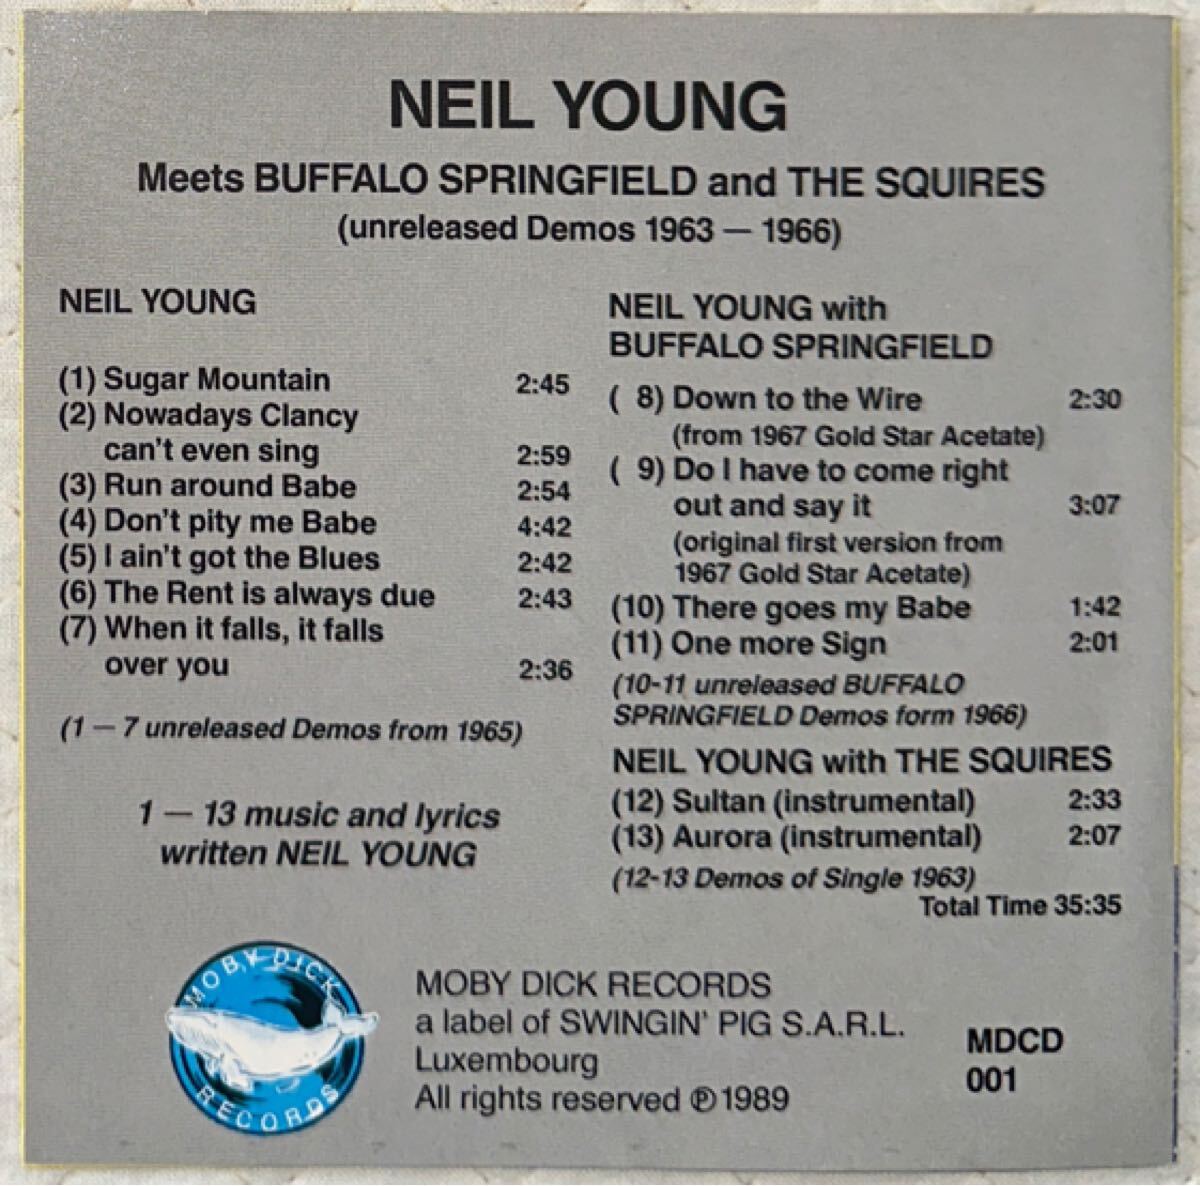 NEIL YOUNG
Meets BUFFALO SPRINGFIELD and THE SQUIRES
(unreleased Demos 1963 — 1966)
NEIL YOUNG
(1) Sugar Mountain 2:45
(2) Nowadays Clancy
can't even sing 2:59
(3) Run around Babe 2:54
(4) Don't pity me Babe 4:42
(5) I ain't got the Blues 2:42
(6) The Rent is always due 2:43
(7) When it falls, it falls
over you 2:36
(1 — 7 unreleased Demos from 1965)
1 — 13 music and lyrics
written NEIL YOUNG
NEIL YOUNG with
BUFFALO SPRINGFIELD
( 8) Down to the Wire 2:30
(from 1967 Gold Star Acetate)
( 9) Do I have to come right
out and say it 3:07
(original first version from
1967 Gold Star Acetate)
(10) There goes my Babe 1:42
(11) One more Sign 2:01
(10-11 unreleased BUFFALO
SPRINGFIELD Demos form 1966)
NEIL YOUNG with THE SQUIRES
(12) Sultan (instrumental) 2:33
(13) Aurora (instrumental) 2:07
(12-13 Demos of Single 1963)
Total Time 35:35
MOBY DICK
RECORDS
MOBY DICK RECORDS
a label of SWINGIN' PIG S.A.R.L.
Luxembourg
All rights reserved ℗1989
MDCD
001